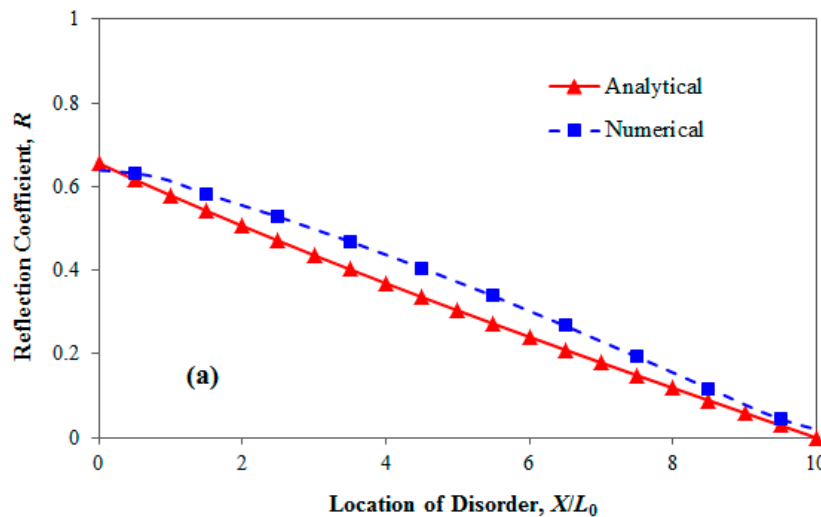 1
0.8
0.6
0.4
0.2
0
Reflection Coefficient, R
Analytical
Numerical
(a)
0 2 4 6 8 10
Location of Disorder, X/L₀